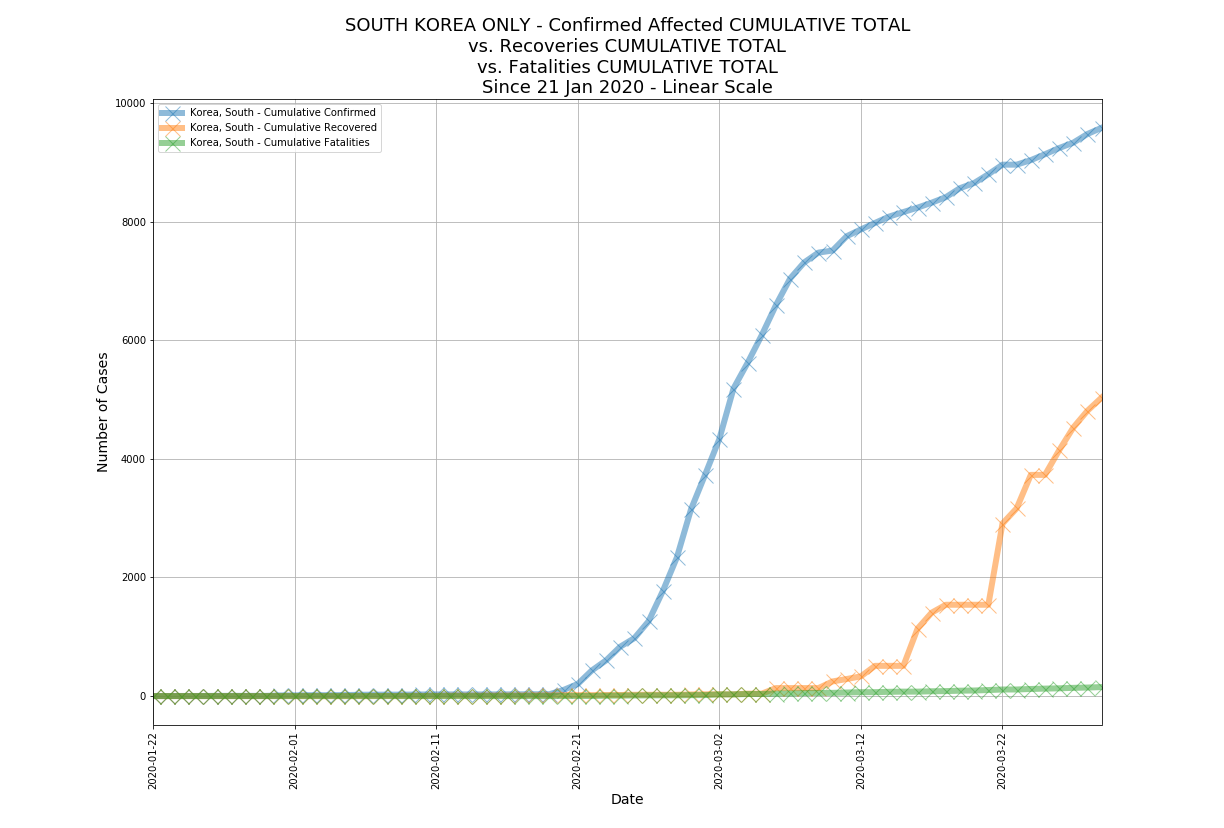 SOUTH KOREA ONLY - Confirmed Affected CUMULATIVE TOTAL
vs. Recoveries CUMULATIVE TOTAL
vs. Fatalities CUMULATIVE TOTAL
Since 21 Jan 2020 - Linear Scale
Korea, South - Cumulative Confirmed
Korea, South - Cumulative Recovered
Korea, South - Cumulative Fatalities
Number of Cases
10000
8000
6000
4000
2000
0
2020-01-22
2020-02-01
2020-02-11
2020-02-21
2020-03-02
2020-03-12
2020-03-22
Date